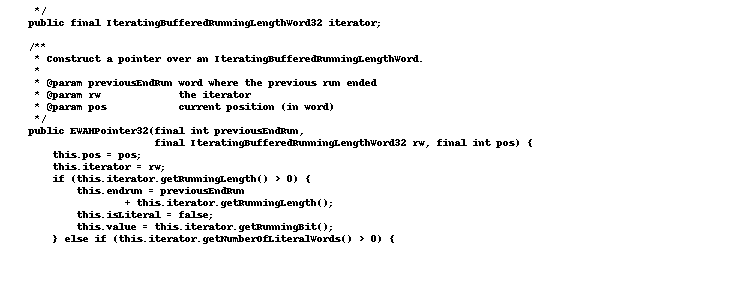 */
public final IteratingBufferedRunningLengthWord32 iterator;
/**
 * Construct a pointer over an IteratingBufferedRunningLengthWord.
 *
 * @param previousEndRun word where the previous run ended
 * @param rw             the iterator
 * @param pos            current position (in word)
 */
public EWAHPointer32(final int previousEndRun,
                     final IteratingBufferedRunningLengthWord32 rw, final int pos) {
    this.pos = pos;
    this.iterator = rw;
    if (this.iterator.getRunningLength() > 0) {
        this.endrun = previousEndRun
                + this.iterator.getRunningLength();
        this.isLiteral = false;
        this.value = this.iterator.getRunningBit();
    } else if (this.iterator.getNumberOfLiteralWords() > 0) {